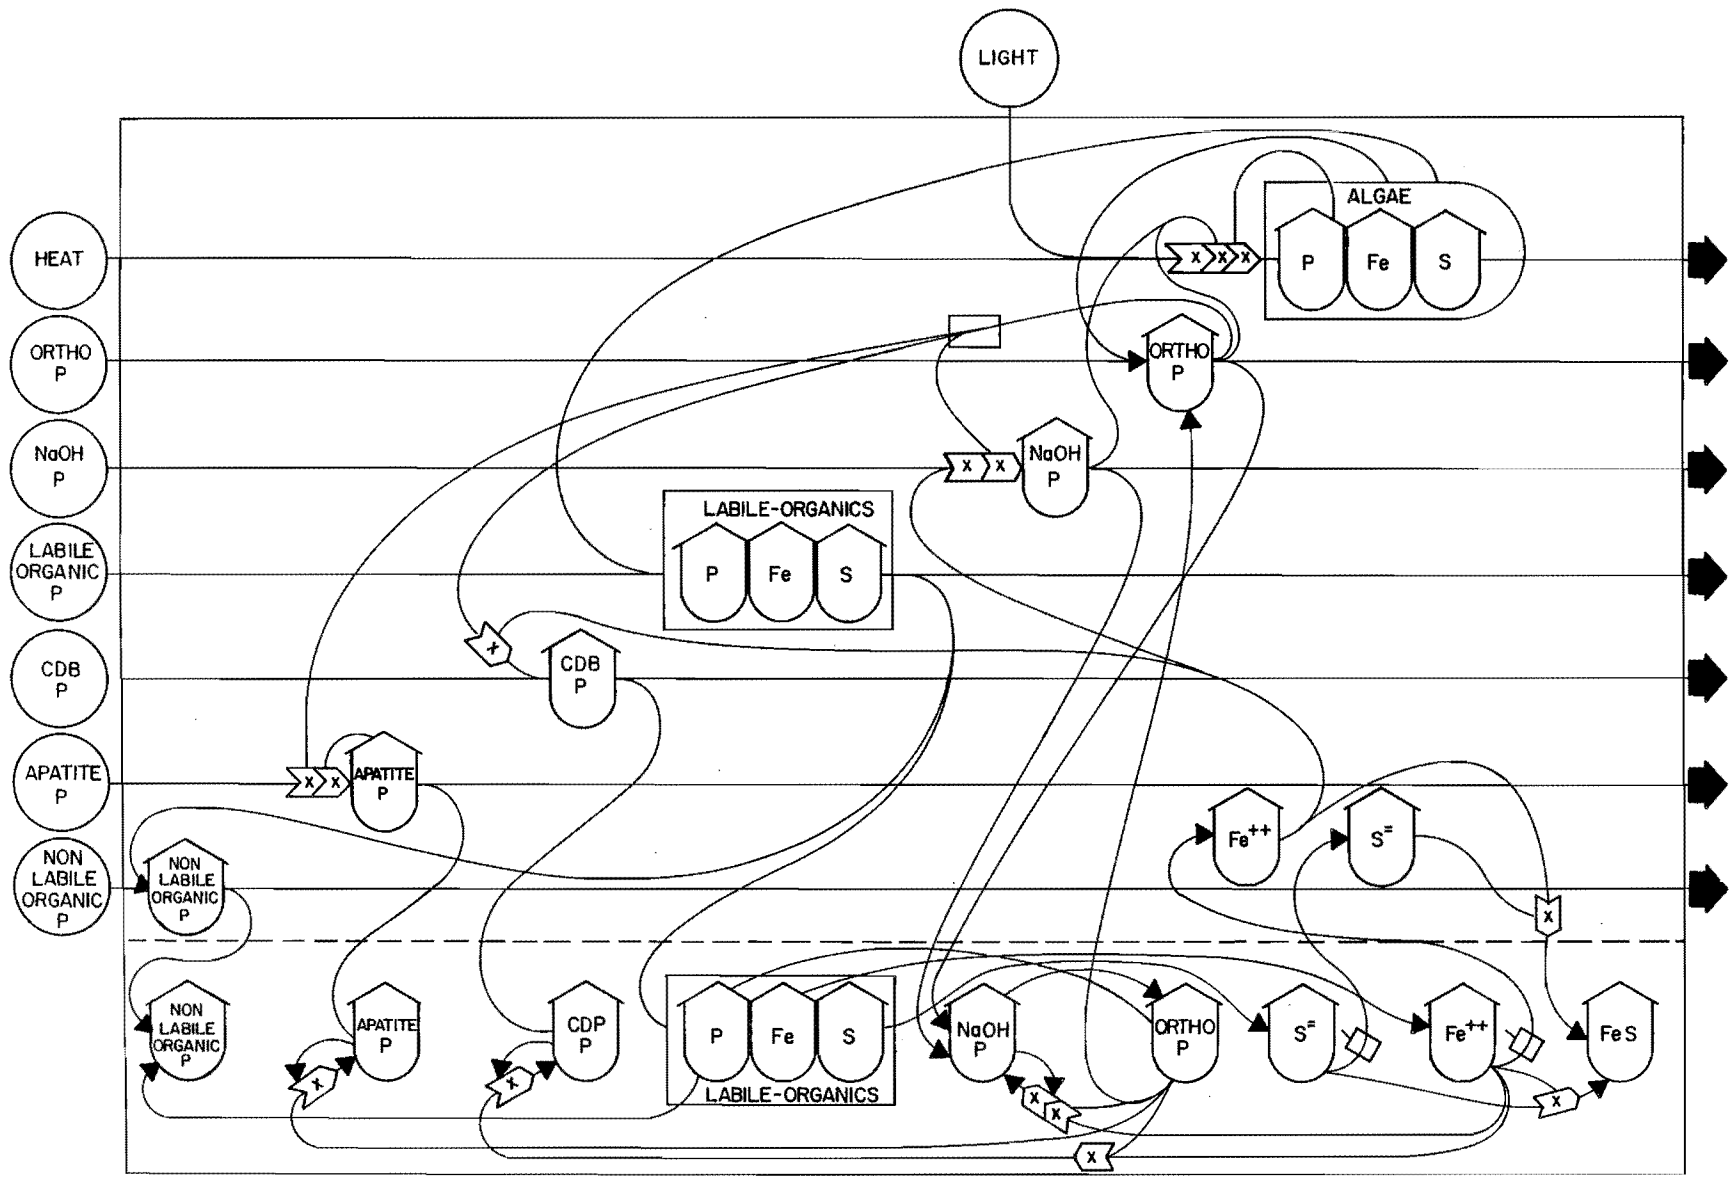 LIGHT
ALGAE
P
Fe
S
x
x
x
HEAT
ORTHO
P
ORTHO
P
NaOH
P
x
x
NaOH
P
LABILE
ORGANIC
P
LABILE-ORGANICS
P
Fe
S
CDB
P
x
CDB
P
APATITE
P
x
x
APATITE
P
Fe++
S=
NON
LABILE
ORGANIC
P
NON
LABILE
ORGANIC
P
x
NON
LABILE
ORGANIC
P
APATITE
P
x
CDP
P
x
P
Fe
S
LABILE-ORGANICS
NaOH
P
x
x
ORTHO
P
S=
Fe++
FeS
x
x